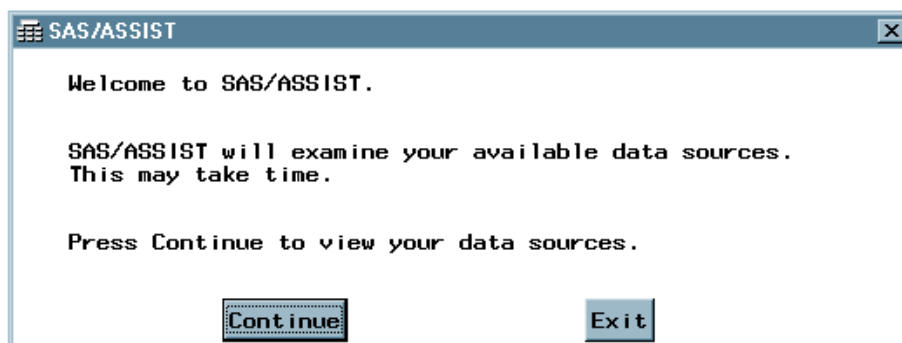 SAS/ASSIST
Welcome to SAS/ASSIST.
SAS/ASSIST will examine your available data sources.
This may take time.
Press Continue to view your data sources.
Continue
Exit